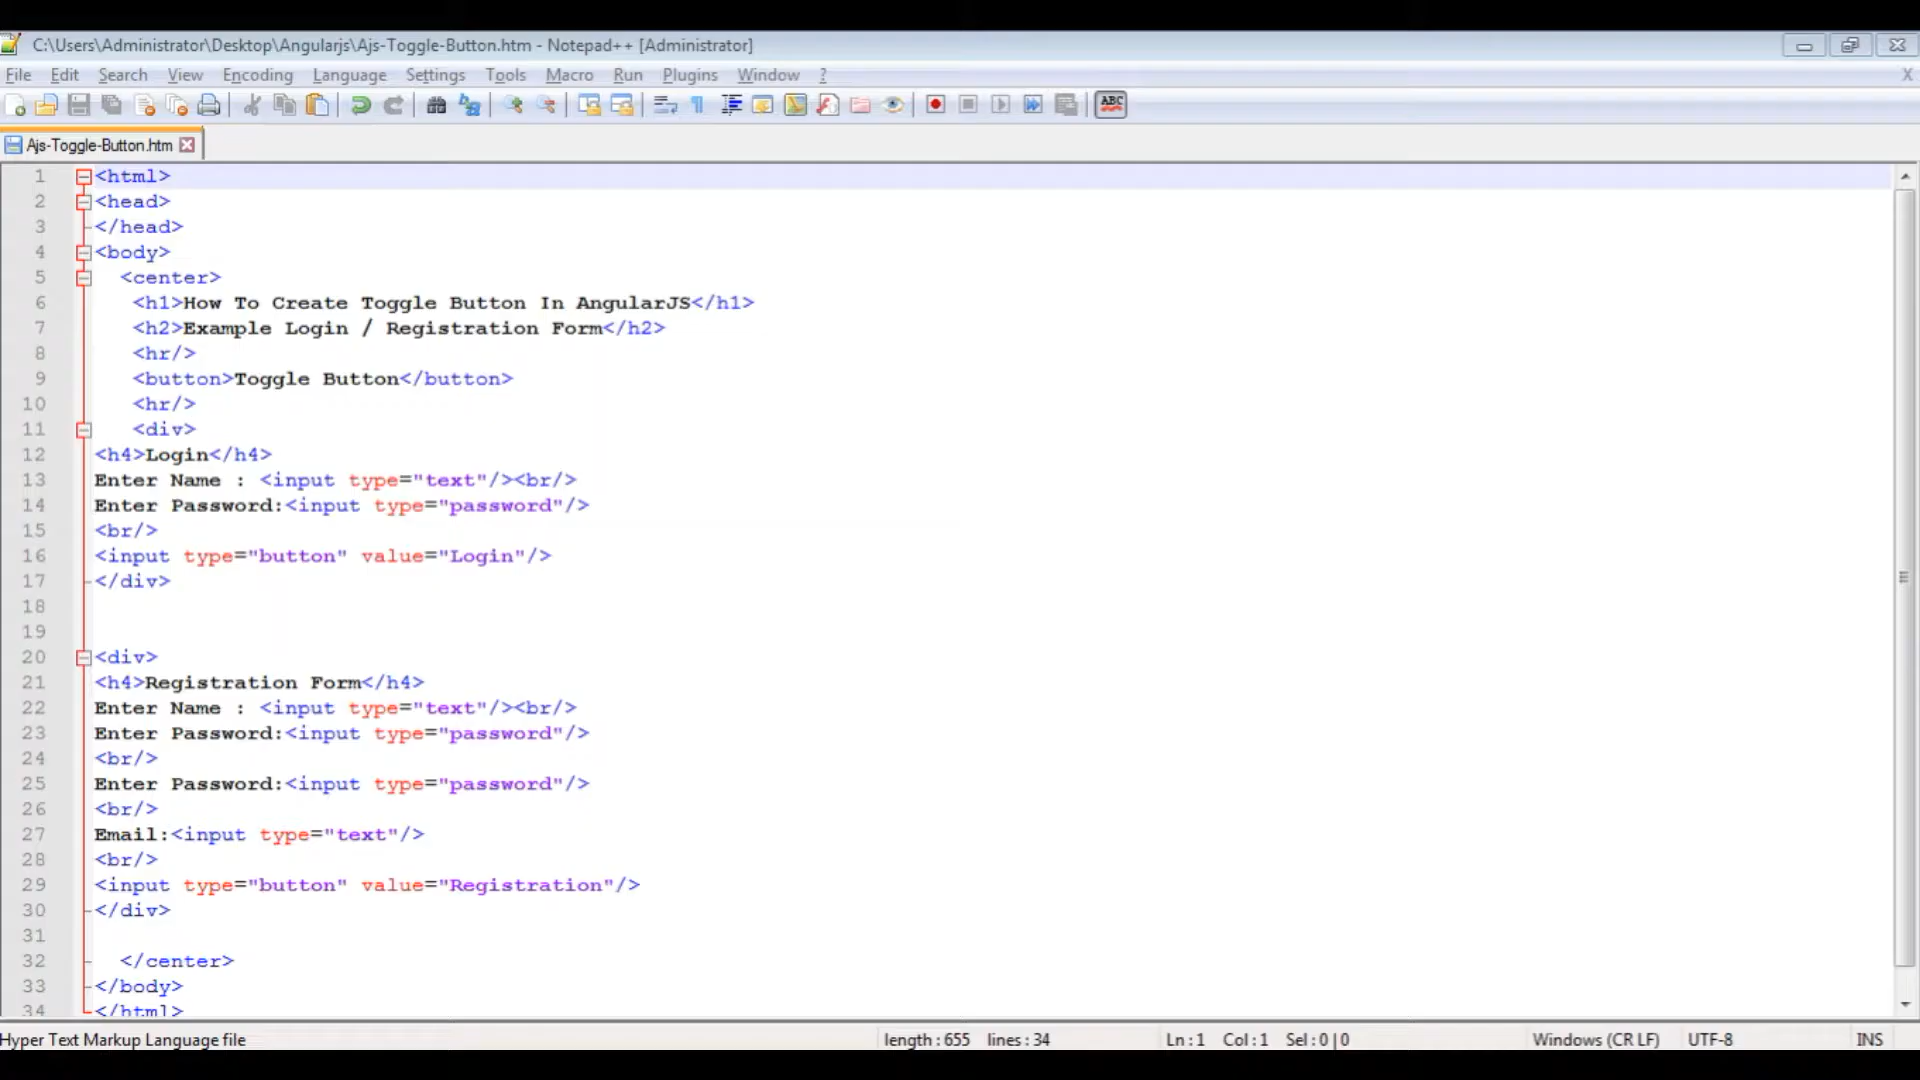 C:\Users\Administrator\Desktop\Angularjs\Ajs-Toggle-Button.htm - Notepad++ [Administrator]
File Edit Search View Encoding Language Settings Tools Macro Run Plugins Window ? X
ABC
Ajs-Toggle-Button.htm
1 <html>
2 <head>
3 </head>
4 <body>
5 <center>
6 <h1>How To Create Toggle Button In AngularJS</h1>
7 <h2>Example Login / Registration Form</h2>
8 <hr/>
9 <button>Toggle Button</button>
10 <hr/>
11 <div>
12 <h4>Login</h4>
13 Enter Name : <input type="text"/><br/>
14 Enter Password:<input type="password"/>
15 <br/>
16 <input type="button" value="Login"/>
17 </div>
18
19
20 <div>
21 <h4>Registration Form</h4>
22 Enter Name : <input type="text"/><br/>
23 Enter Password:<input type="password"/>
24 <br/>
25 Enter Password:<input type="password"/>
26 <br/>
27 Email:<input type="text"/>
28 <br/>
29 <input type="button" value="Registration"/>
30 </div>
31
32 </center>
33 </body>
34 </html>
Hyper Text Markup Language file length : 655 lines : 34 Ln : 1 Col : 1 Sel : 0 | 0 Windows (CR LF) UTF-8 INS